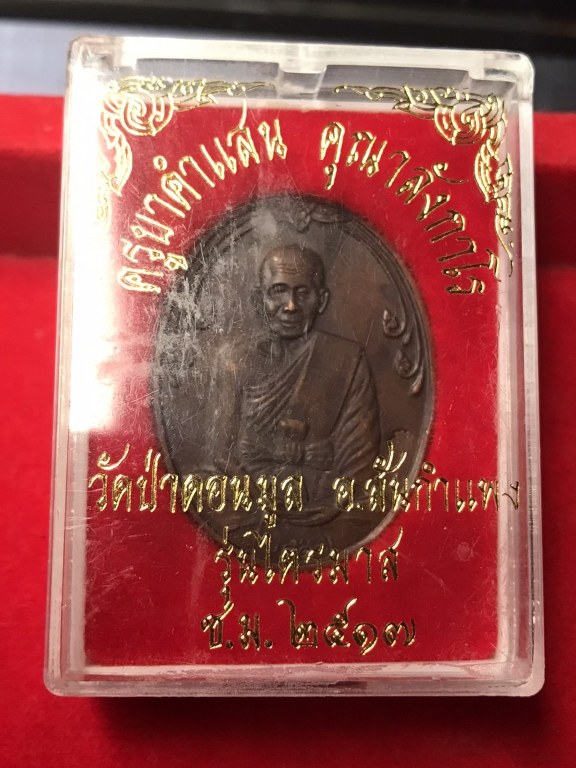 ครูบาคำแสน คุณาลังกาโร
วัดป่าดอนมูล อ.สันกำแพง
รุ่นไตรมาส
ช.ม. ๒๕๑๗